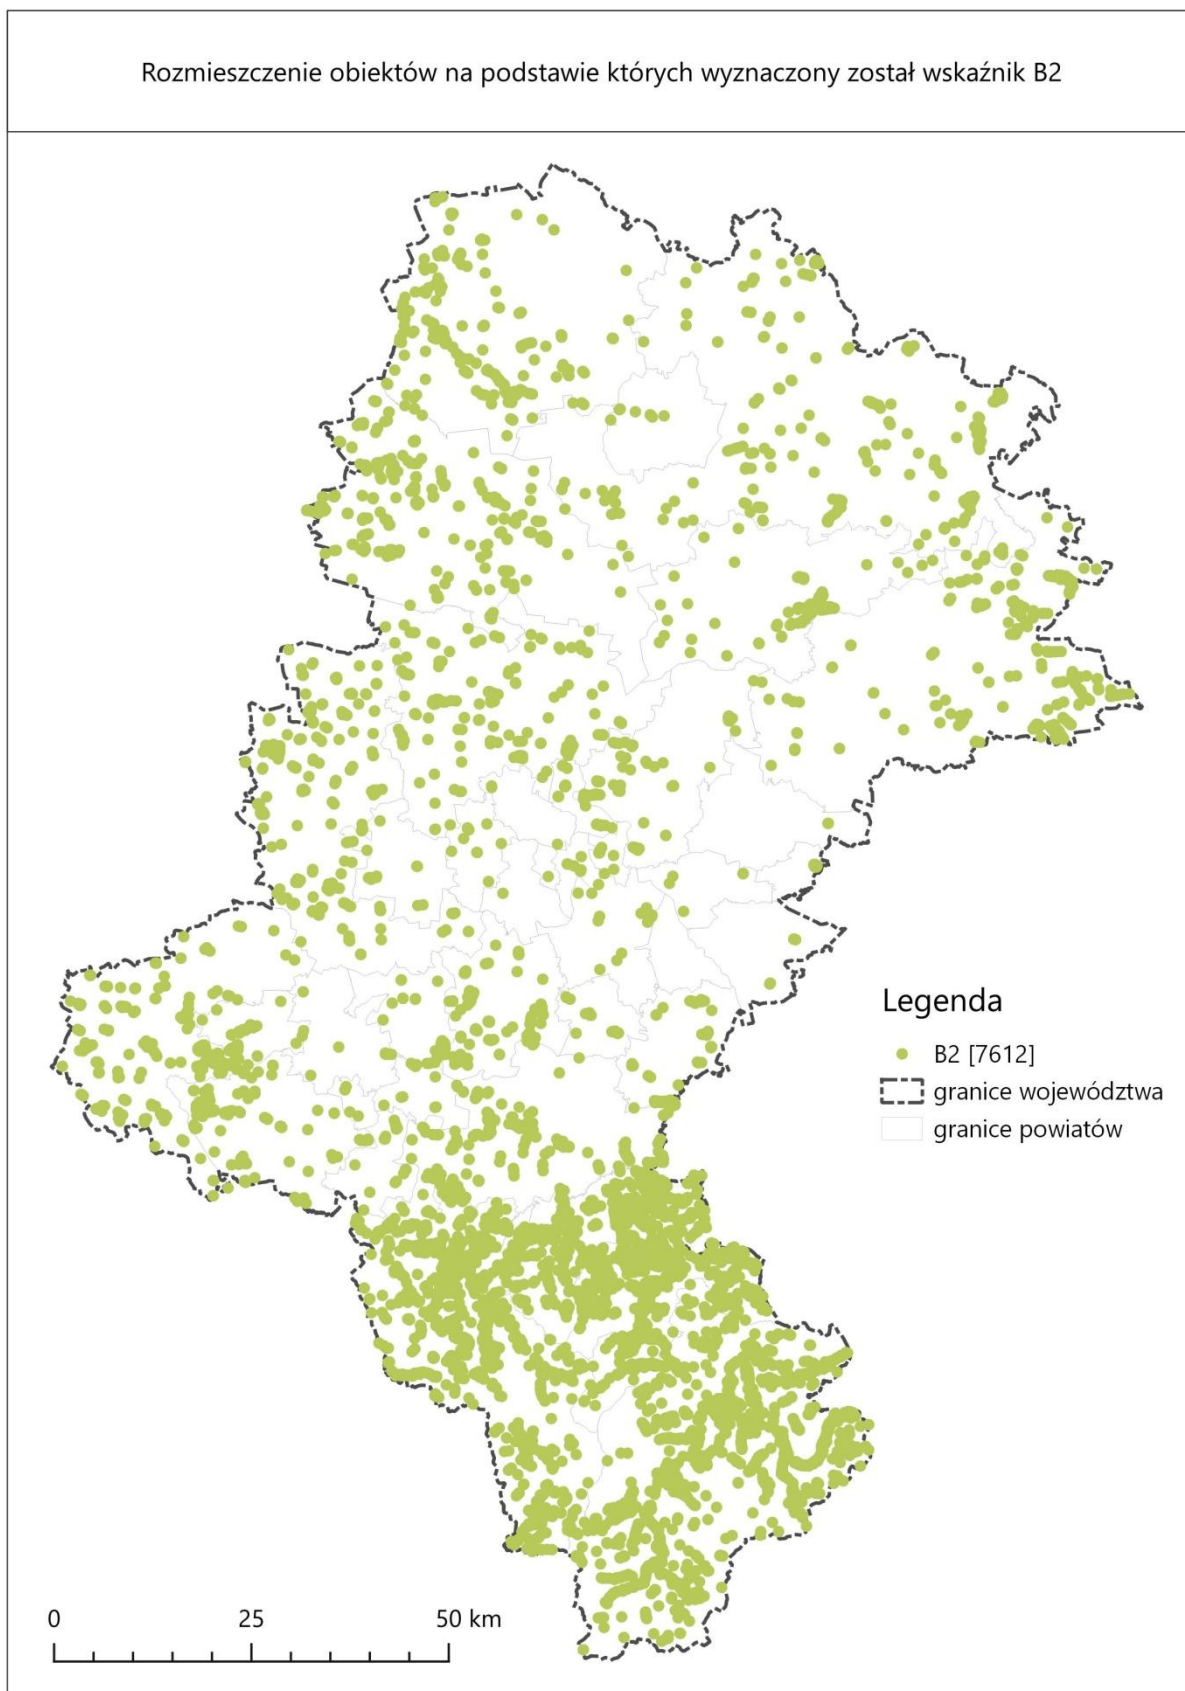 Rozmieszczenie obiektów na podstawie których wyznaczony został wskaźnik B2
Legenda
B2 [7612]
granice województwa
granice powiatów
0 25 50 km